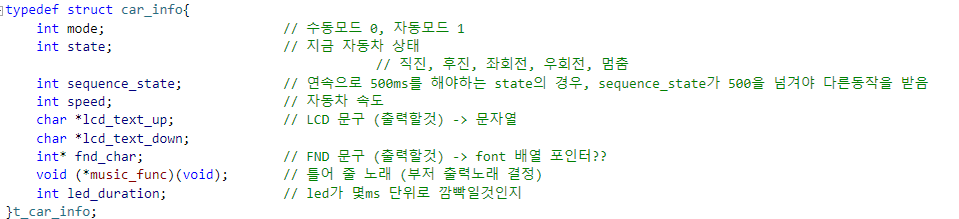 typedef struct car_info{
int mode; // 수동모드 0, 자동모드 1
int state; // 지금 자동차 상태
// 직진, 후진, 좌회전, 우회전, 멈춤
int sequence_state; // 연속으로 500ms를 해야하는 state의 경우, sequence_state가 500을 넘겨야 다른동작을 받음
int speed; // 자동차 속도
char *lcd_text_up; // LCD 문구 (출력할것) -> 문자열
char *lcd_text_down;
int* fnd_char; // FND 문구 (출력할것) -> font 배열 포인터??
void (*music_func)(void); // 틀어 줄 노래 (부저 출력노래 결정)
int led_duration; // led가 몇ms 단위로 깜빡일것인지
}t_car_info;